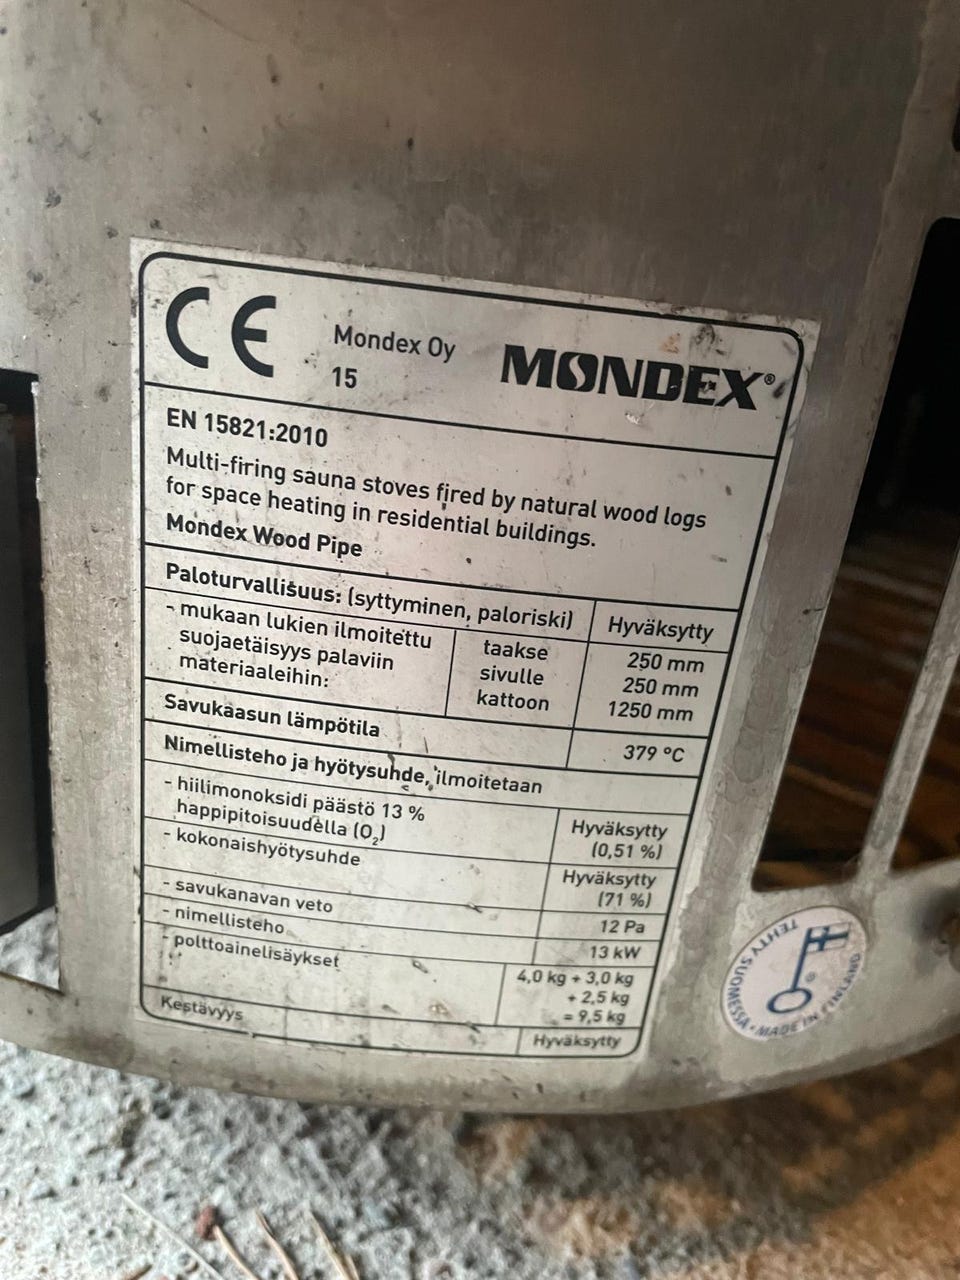 CE Mondex Oy MONDEX®
15
EN 15821:2010
Multi-firing sauna stoves fired by natural wood logs
for space heating in residential buildings.
Mondex Wood Pipe
Paloturvallisuus: (syttyminen, paloriski) Hyväksytty
- mukaan lukien ilmoitettu taakse 250 mm
suojaetäisyys palaviin sivulle 250 mm
materiaaleihin: kattoon 1250 mm
Savukaasun lämpötila 379 °C
Nimellisteho ja hyötysuhde, ilmoitetaan
- hiilimonoksidi päästö 13 % Hyväksytty
happipitoisuudella (O₂) (0,51 %)
- kokonaishyötysuhde Hyväksytty
(71 %)
- savukanavan veto 12 Pa
- nimellisteho 13 kW
- polttoainelisäykset 4,0 kg + 3,0 kg
+ 2,5 kg
= 9,5 kg
Kestävyys Hyväksytty
TEHTY SUOMESSA • MADE IN FINLAND